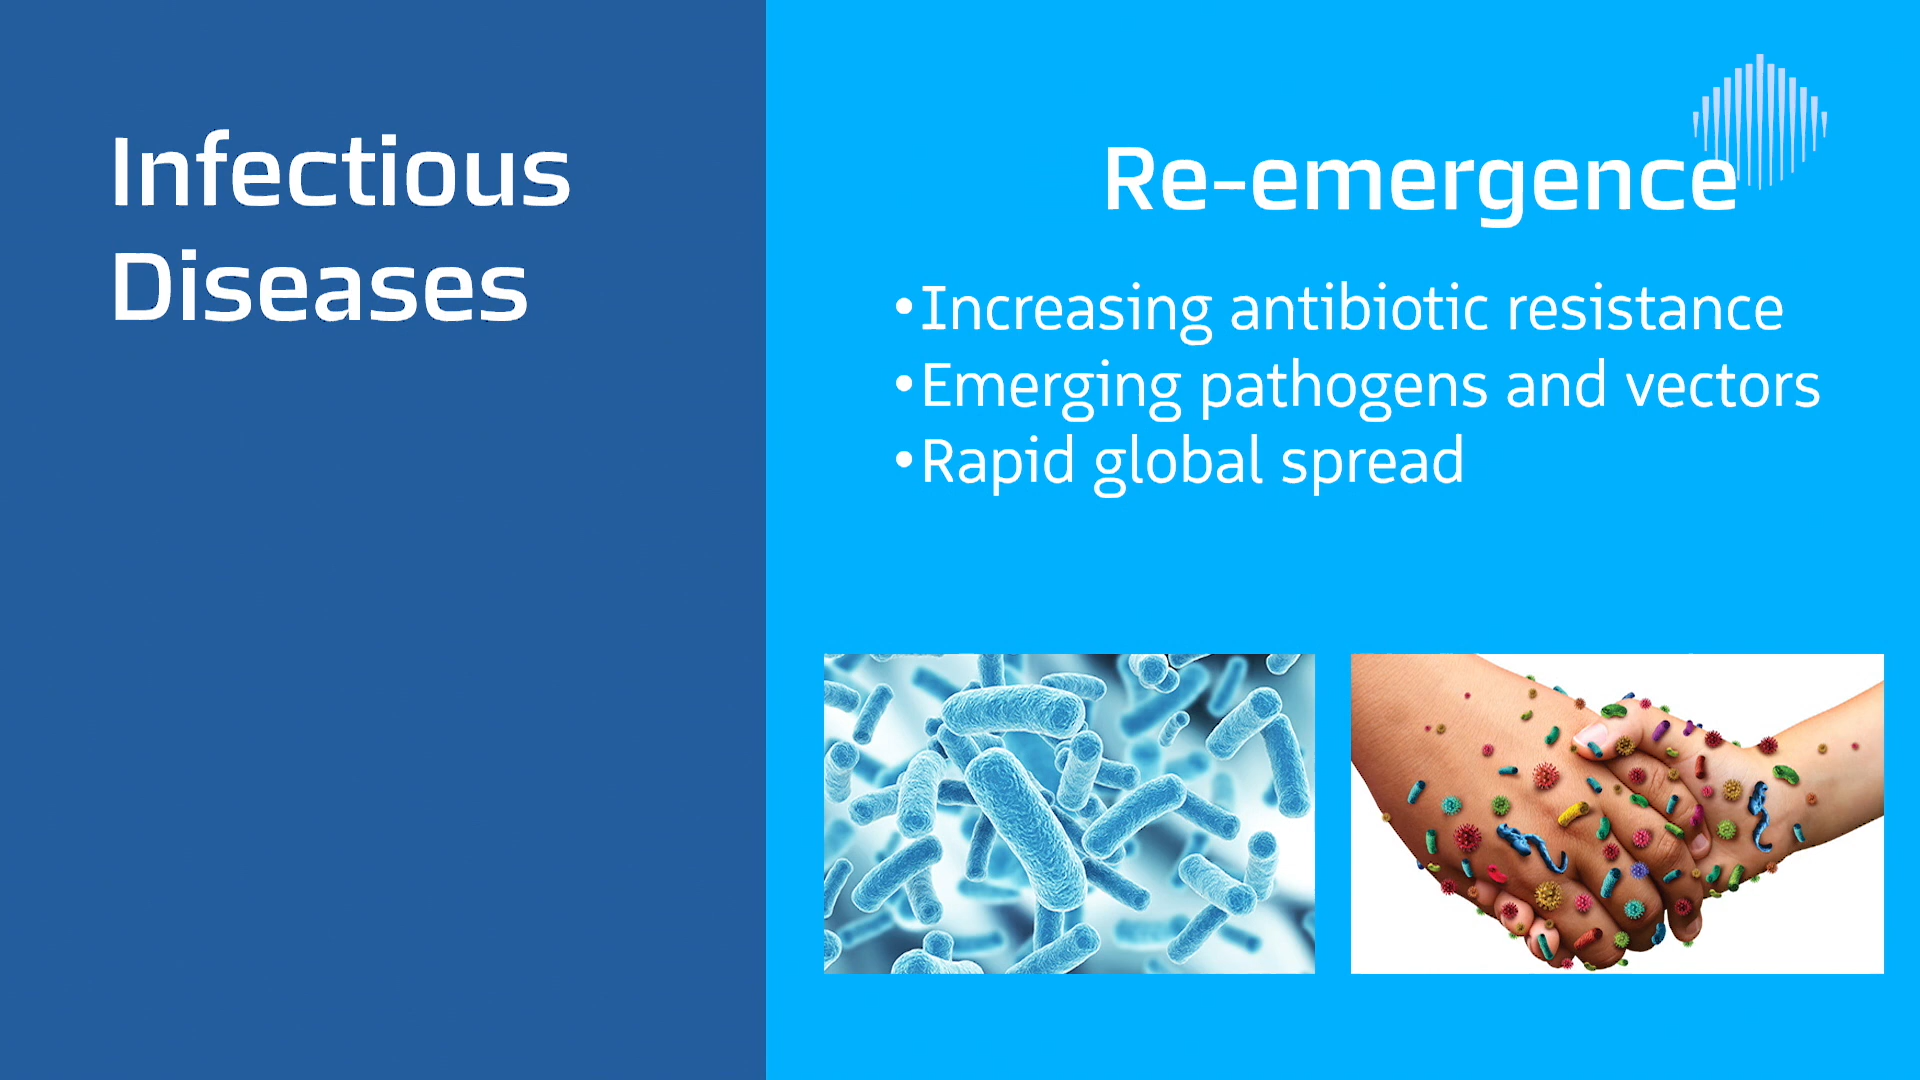 Infectious
Diseases
Re-emergence
•Increasing antibiotic resistance
•Emerging pathogens and vectors
•Rapid global spread